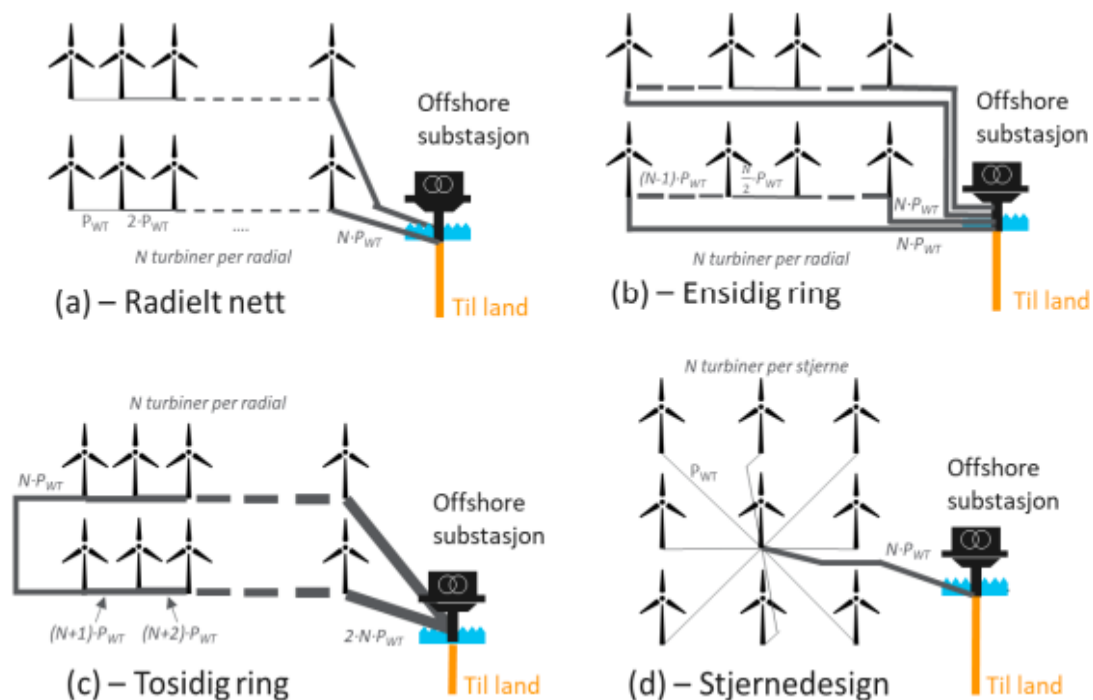 Offshore
substasjon
P_WT 2·P_WT .... N·P_WT
N turbiner per radial
(a) – Radielt nett
Til land
Offshore
substasjon
(N-1)·P_WT N/2·P_WT
N·P_WT
N·P_WT
N turbiner per radial
(b) – Ensidig ring
Til land
N turbiner per radial
N·P_WT
Offshore
substasjon
(N+1)·P_WT (N+2)·P_WT 2·N·P_WT
(c) – Tosidig ring
Til land
N turbiner per stjerne
P_WT
Offshore
substasjon
N·P_WT
(d) – Stjernedesign
Til land